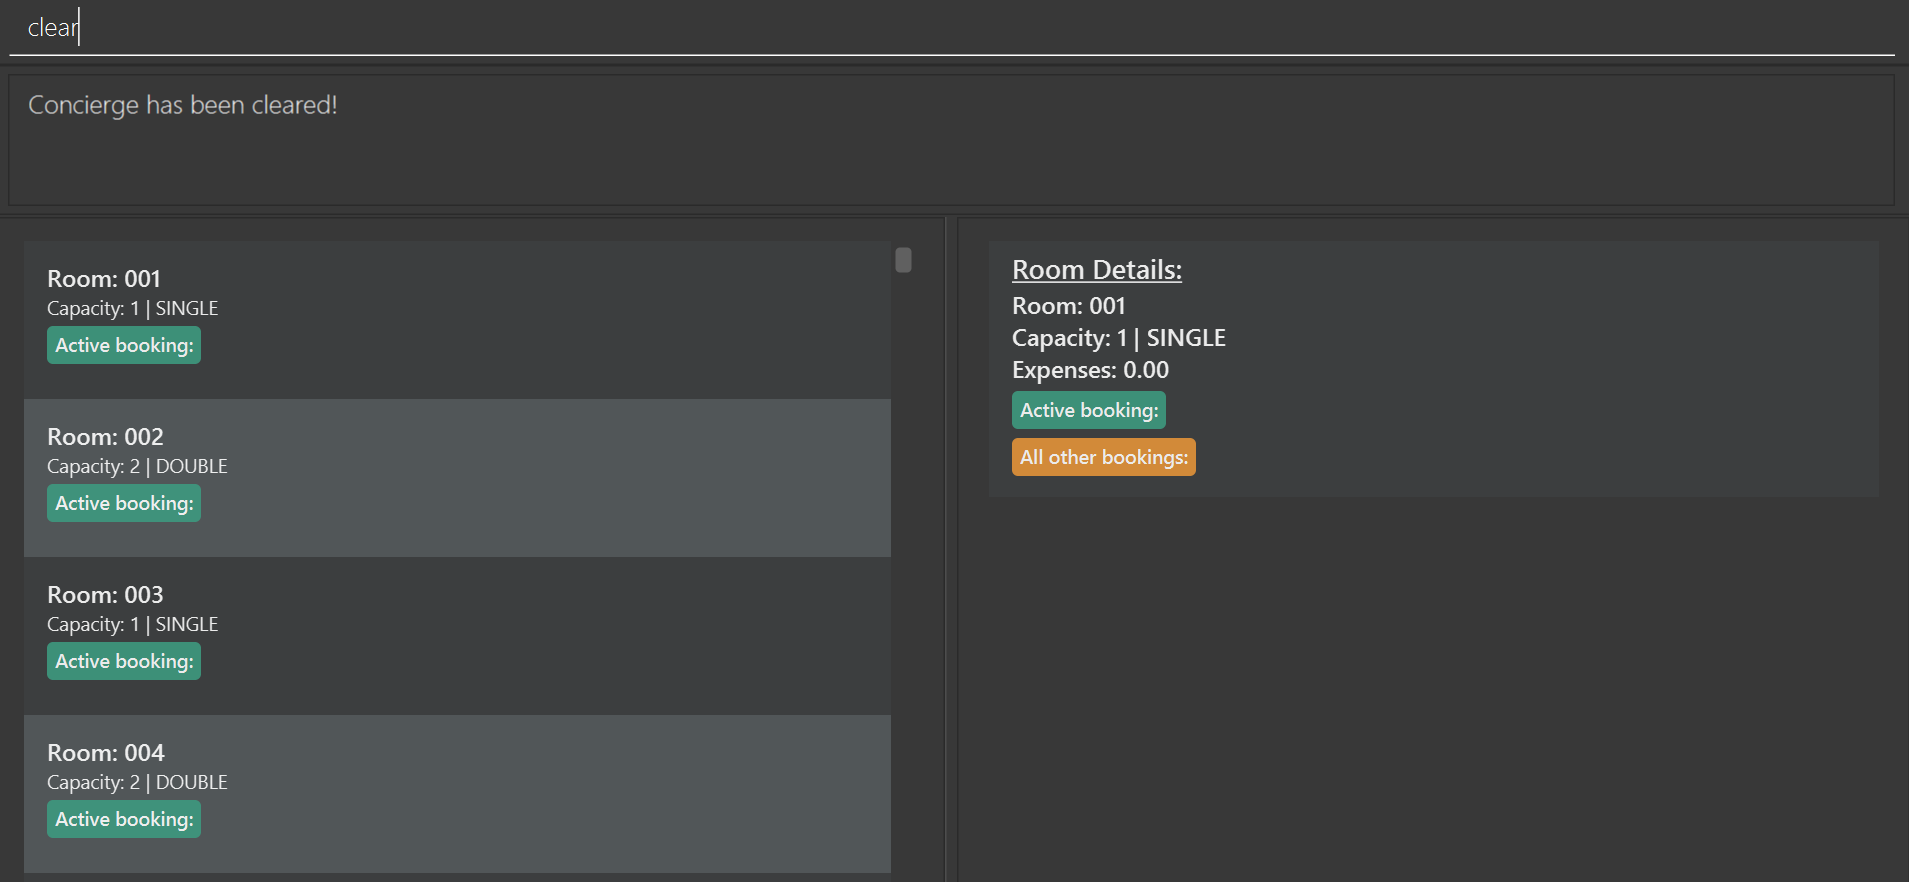 clear
Concierge has been cleared!
Room: 001
Capacity: 1 | SINGLE
Active booking:
Room: 002
Capacity: 2 | DOUBLE
Active booking:
Room: 003
Capacity: 1 | SINGLE
Active booking:
Room: 004
Capacity: 2 | DOUBLE
Active booking:
Room Details:
Room: 001
Capacity: 1 | SINGLE
Expenses: 0.00
Active booking:
All other bookings: